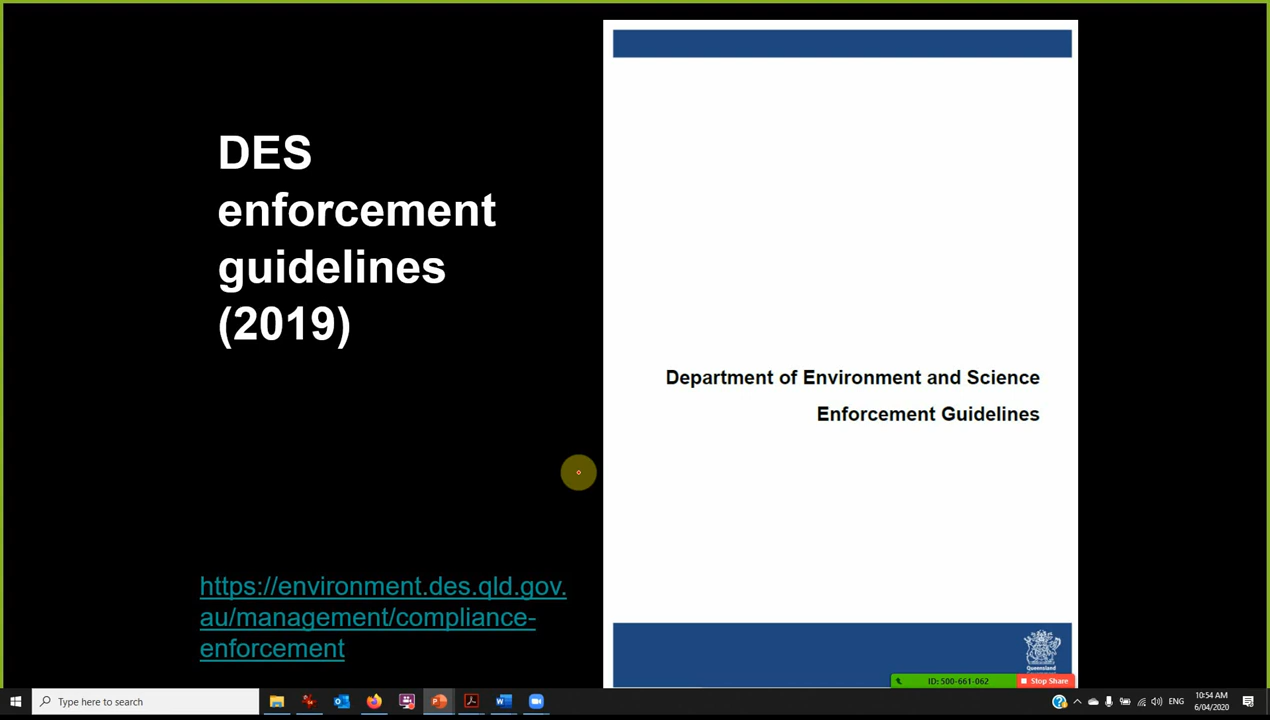 DES
enforcement
guidelines
(2019)
https://environment.des.qld.gov.
au/management/compliance-
enforcement
Department of Environment and Science
Enforcement Guidelines
Queensland
ID: 500-661-062
Stop Share
Type here to search
ENG
10:54 AM
6/04/2020